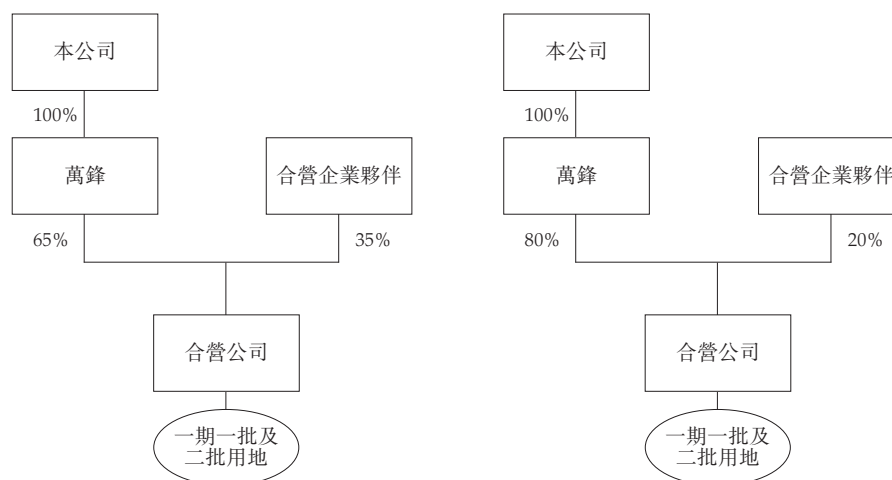 本公司
100%
萬鋒
合營企業夥伴
65%
35%
合營公司
一期一批及
二批用地
本公司
100%
萬鋒
合營企業夥伴
80%
20%
合營公司
一期一批及
二批用地